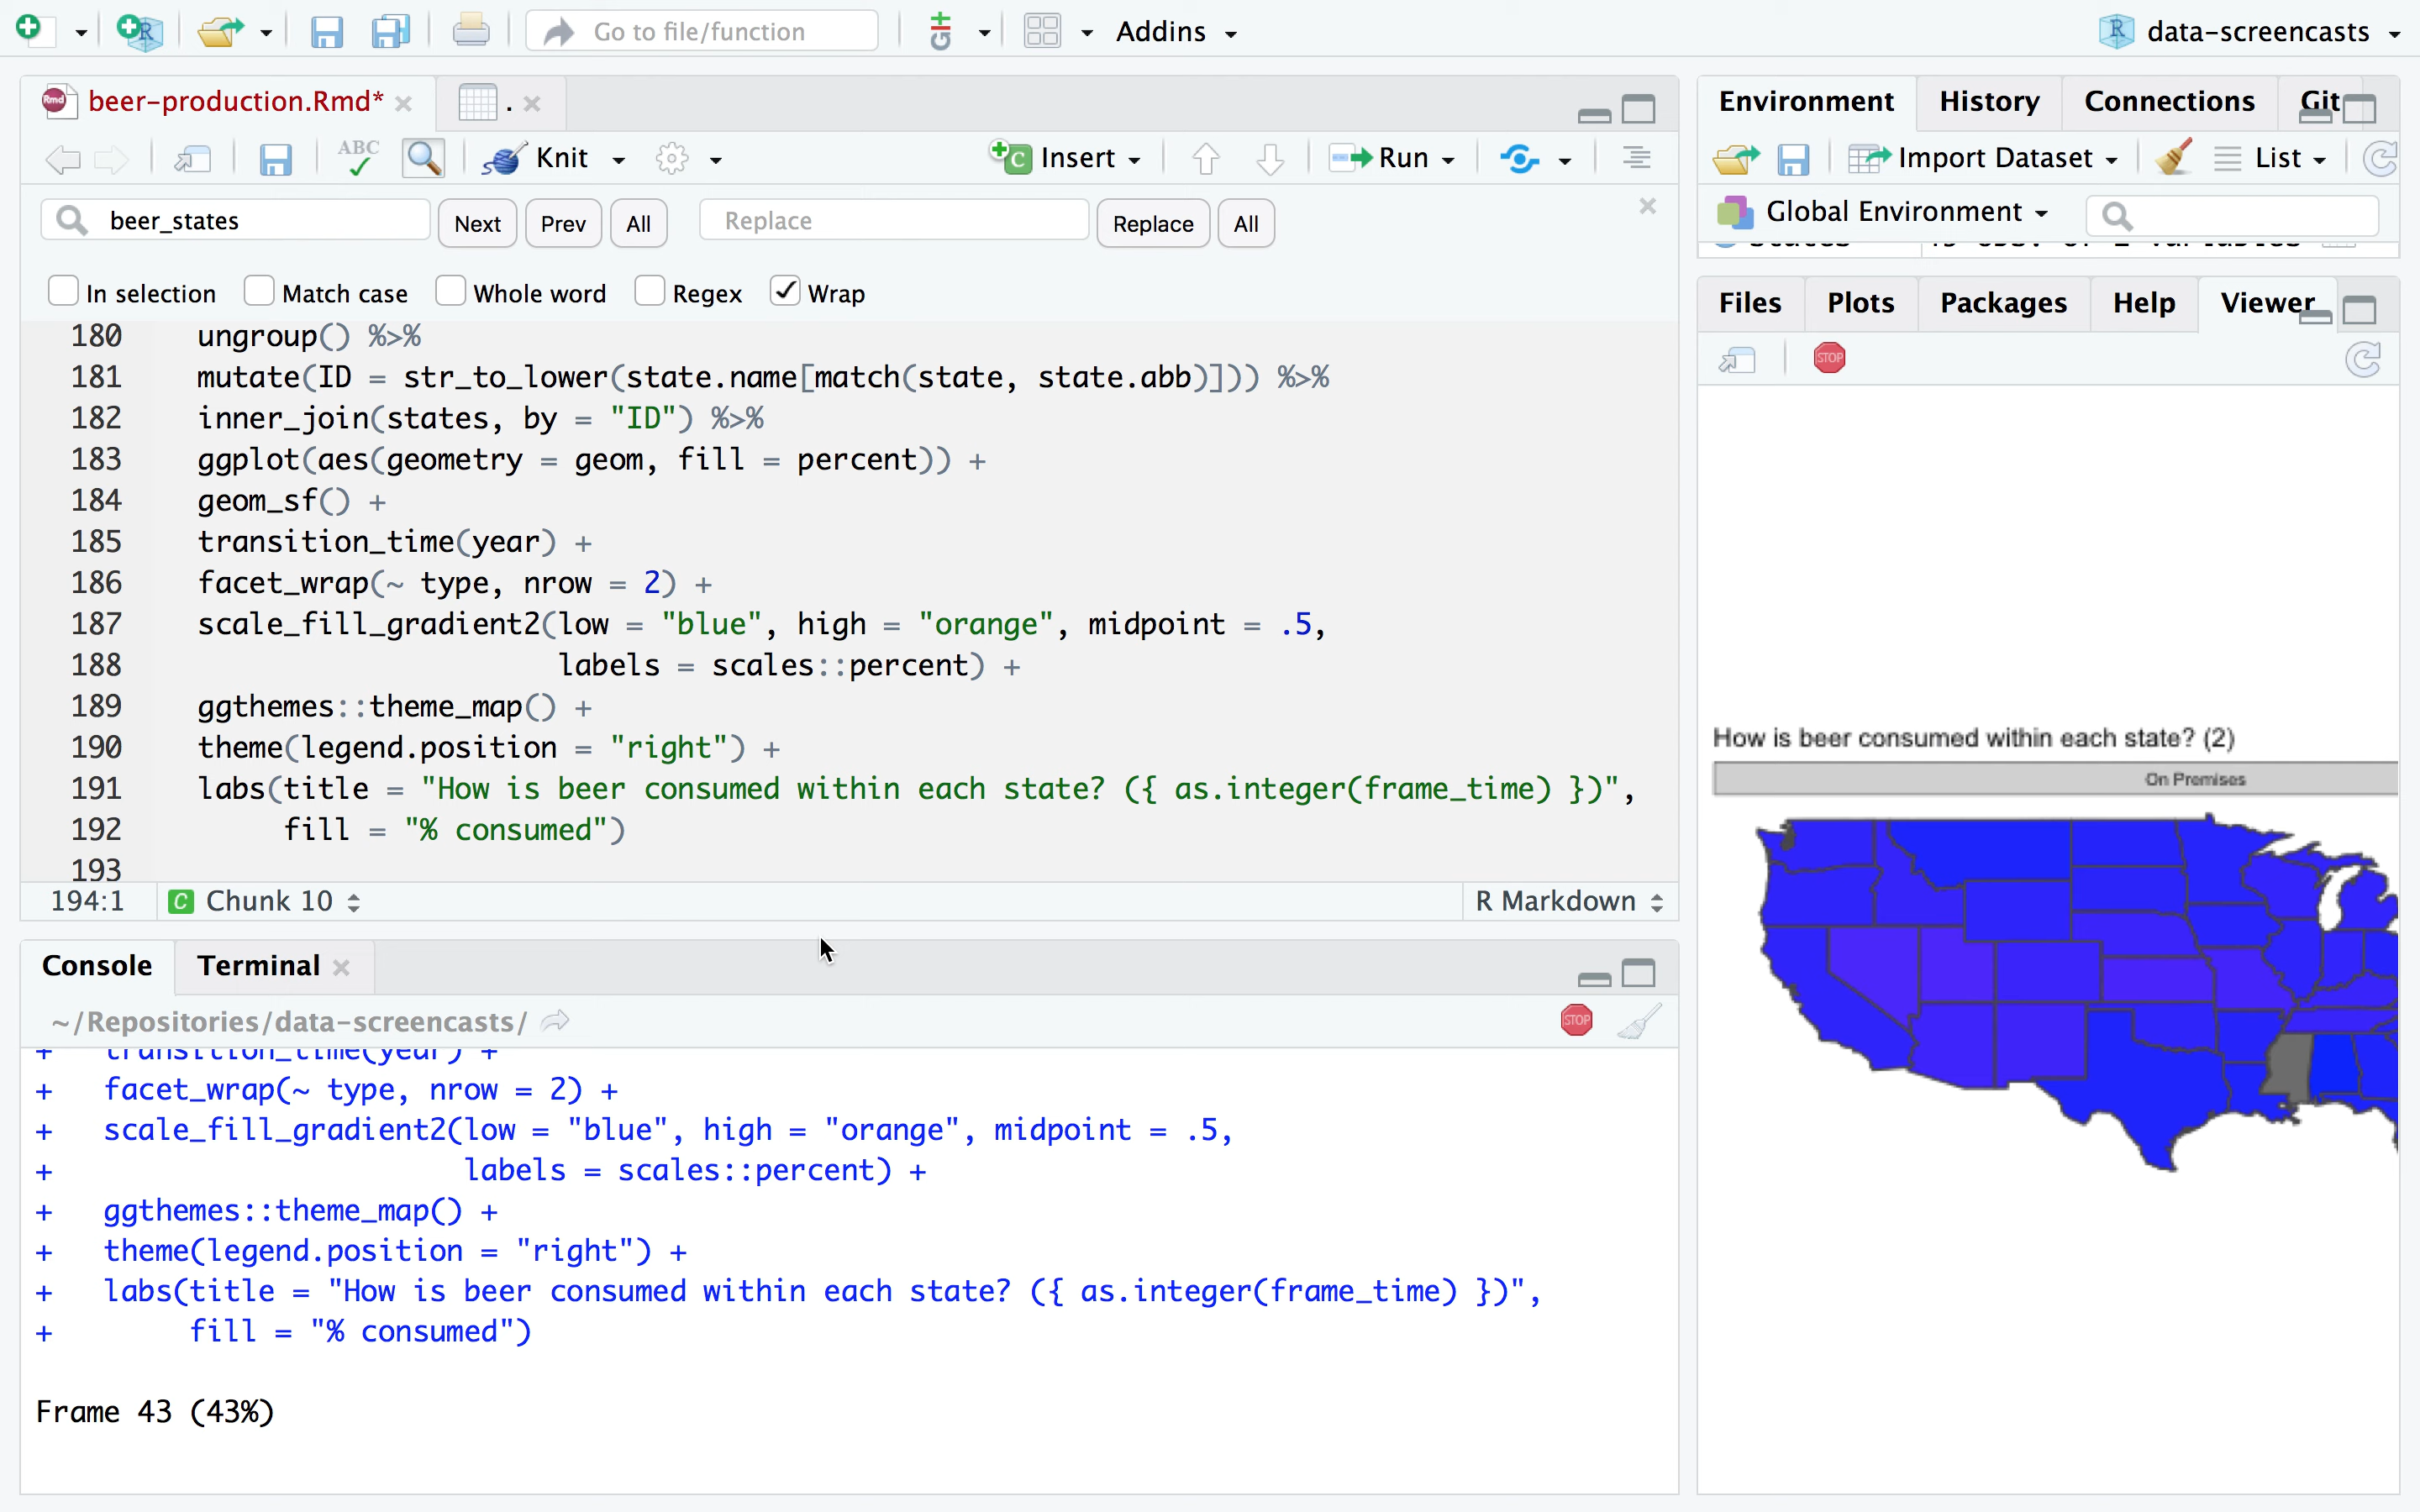 Go to file/function
Addins
data-screencasts
beer-production.Rmd*
.
ABC
Knit
Insert
Run
beer_states
Next
Prev
All
Replace
Replace
All
In selection
Match case
Whole word
Regex
Wrap
180 ungroup() %>%
181 mutate(ID = str_to_lower(state.name[match(state, state.abb)])) %>%
182 inner_join(states, by = "ID") %>%
183 ggplot(aes(geometry = geom, fill = percent)) +
184 geom_sf() +
185 transition_time(year) +
186 facet_wrap(~ type, nrow = 2) +
187 scale_fill_gradient2(low = "blue", high = "orange", midpoint = .5,
188 labels = scales::percent) +
189 ggthemes::theme_map() +
190 theme(legend.position = "right") +
191 labs(title = "How is beer consumed within each state? ({ as.integer(frame_time) })",
192 fill = "% consumed")
193
194:1
C Chunk 10
R Markdown
Console
Terminal
~/Repositories/data-screencasts/
STOP
+ transition_time(year) +
+ facet_wrap(~ type, nrow = 2) +
+ scale_fill_gradient2(low = "blue", high = "orange", midpoint = .5,
+ labels = scales::percent) +
+ ggthemes::theme_map() +
+ theme(legend.position = "right") +
+ labs(title = "How is beer consumed within each state? ({ as.integer(frame_time) })",
+ fill = "% consumed")
Frame 43 (43%)
Environment
History
Connections
Git
Import Dataset
List
Global Environment
Files
Plots
Packages
Help
Viewer
STOP
How is beer consumed within each state? (2)
On Premises